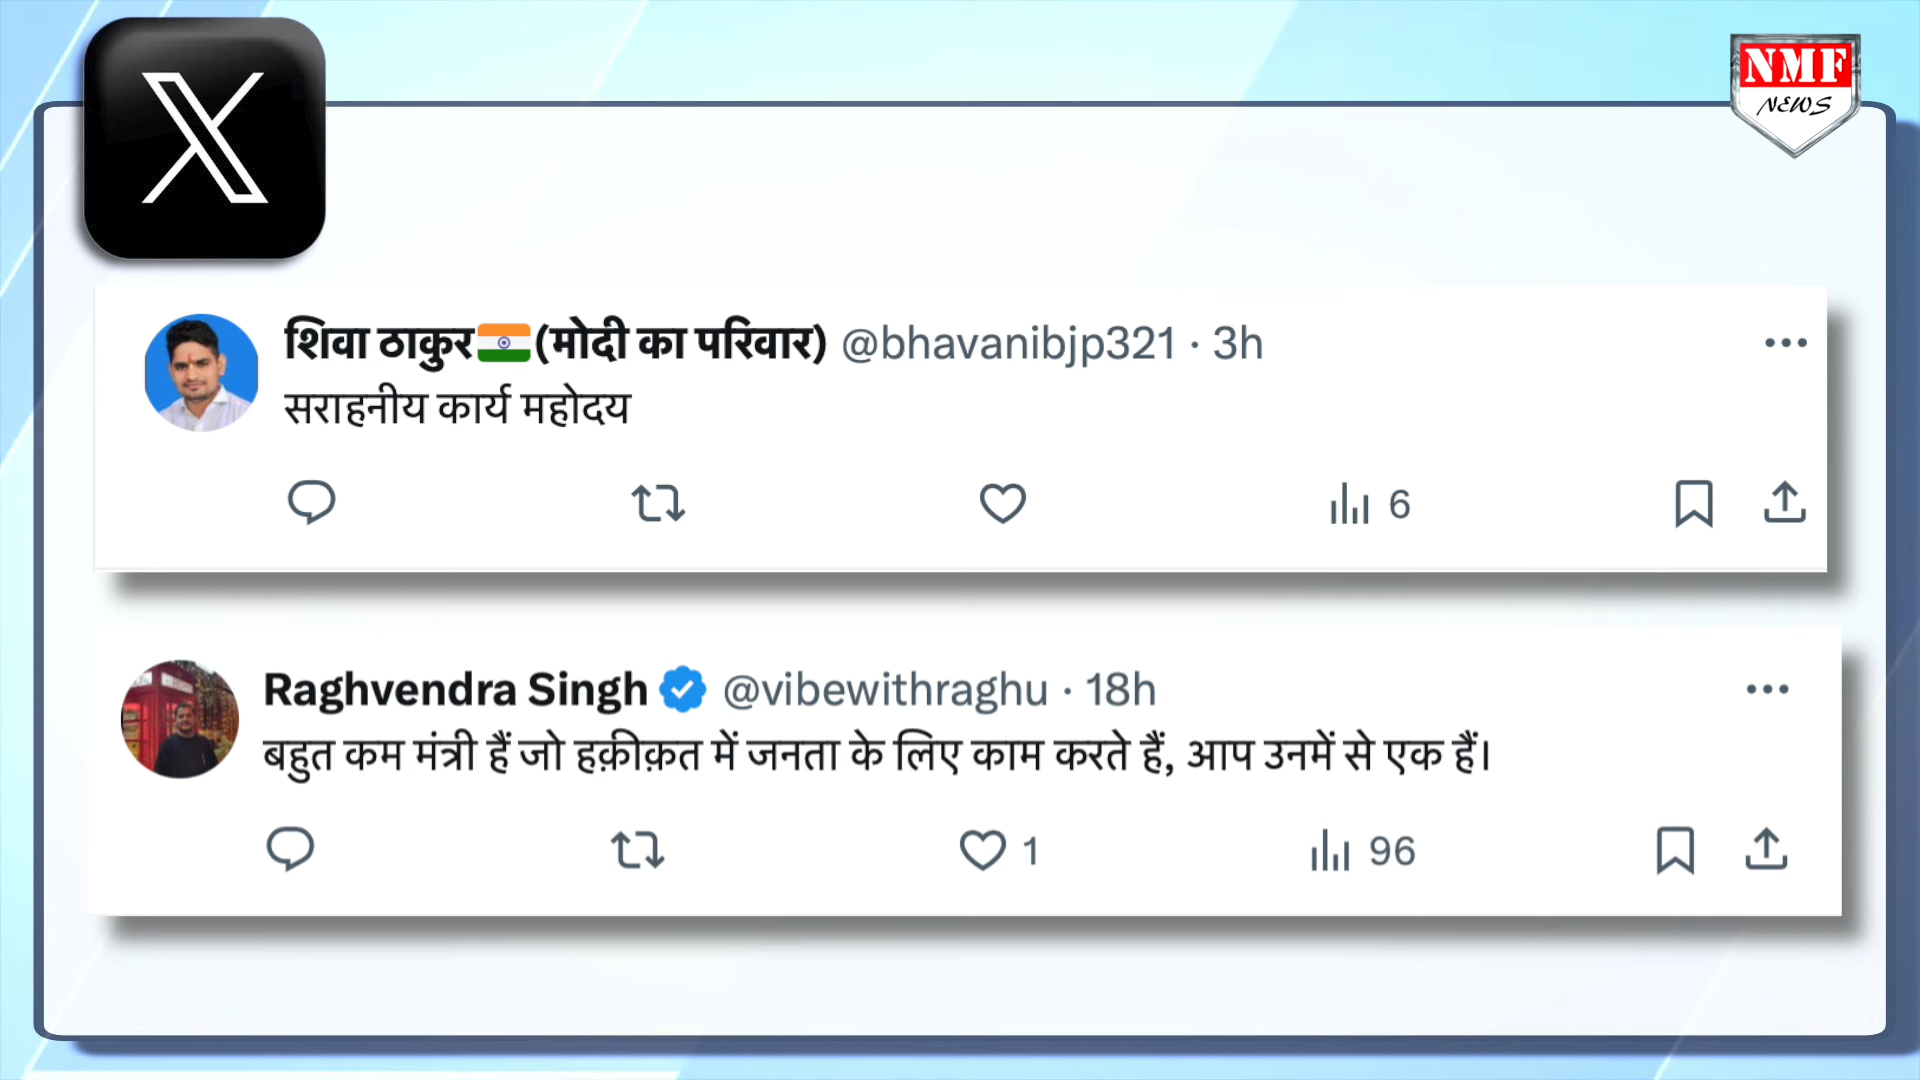 NMF
NEWS
शिवा ठाकुर🇮🇳(मोदी का परिवार) @bhavanibjp321 · 3h
सराहनीय कार्य महोदय
6
Raghvendra Singh @vibewithraghu · 18h
बहुत कम मंत्री हैं जो हक़ीक़त में जनता के लिए काम करते हैं, आप उनमें से एक हैं।
1 96